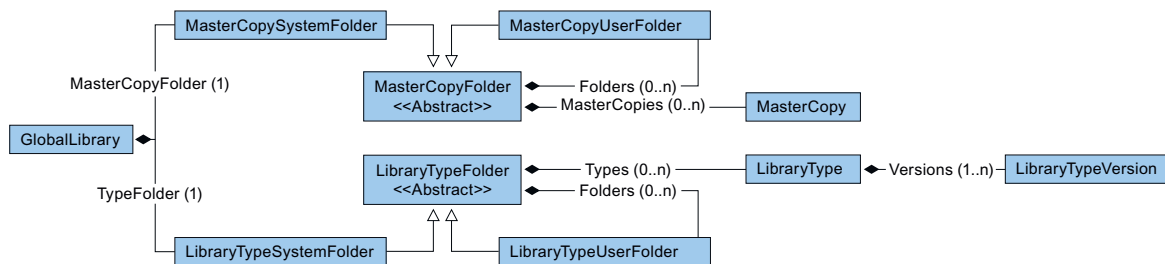 MasterCopySystemFolder
MasterCopyUserFolder
MasterCopyFolder (1)
MasterCopyFolder
<<Abstract>>
Folders (0..n)
MasterCopies (0..n)
MasterCopy
GlobalLibrary
LibraryTypeFolder
<<Abstract>>
Types (0..n)
LibraryType
Versions (1..n)
LibraryTypeVersion
Folders (0..n)
TypeFolder (1)
LibraryTypeSystemFolder
LibraryTypeUserFolder